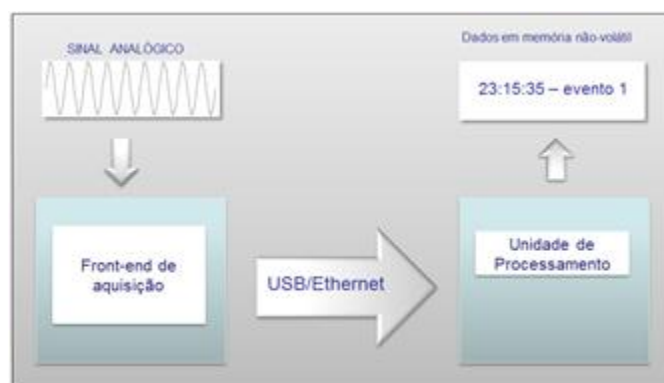 SINAL ANALÓGICO
Dados em memória não-volátil
23:15:35 – evento 1
Front-end de
aquisição
USB/Ethernet
Unidade de
Processamento